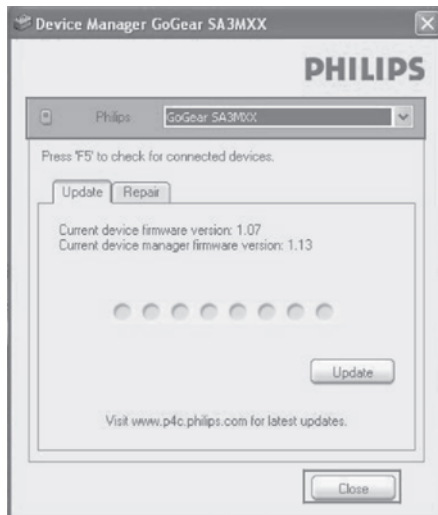 Device Manager GoGear SA3MXX
PHILIPS
Philips GoGear SA3MXX
Press 'F5' to check for connected devices.
Update Repair
Current device firmware version: 1.07
Current device manager firmware version: 1.13
Update
Visit www.p4c.philips.com for latest updates.
Close